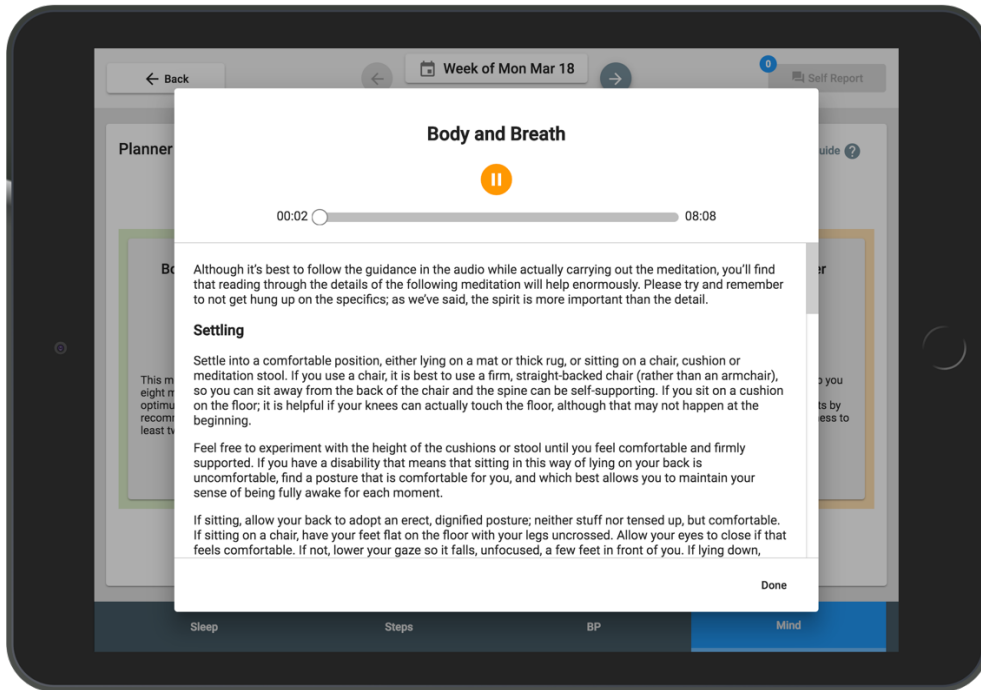 Back
Week of Mon Mar 18
0
Self Report
Planner
uide ?
Body and Breath
00:02
08:08
Although it's best to follow the guidance in the audio while actually carrying out the meditation, you'll find
that reading through the details of the following meditation will help enormously. Please try and remember
to not get hung up on the specifics; as we've said, the spirit is more important than the detail.
Settling
Settle into a comfortable position, either lying on a mat or thick rug, or sitting on a chair, cushion or
meditation stool. If you use a chair, it is best to use a firm, straight-backed chair (rather than an armchair),
so you can sit away from the back of the chair and the spine can be self-supporting. If you sit on a cushion
on the floor; it is helpful if your knees can actually touch the floor, although that may not happen at the
beginning.
Feel free to experiment with the height of the cushions or stool until you feel comfortable and firmly
supported. If you have a disability that means that sitting in this way of lying on your back is
uncomfortable, find a posture that is comfortable for you, and which best allows you to maintain your
sense of being fully awake for each moment.
If sitting, allow your back to adopt an erect, dignified posture; neither stuff nor tensed up, but comfortable.
If sitting on a chair, have your feet flat on the floor with your legs uncrossed. Allow your eyes to close if that
feels comfortable. If not, lower your gaze so it falls, unfocused, a few feet in front of you. If lying down,
Done
Bo
This m
eight m
optimu
recom
least tw
er
o you
ts by
ess to
Sleep
Steps
BP
Mind